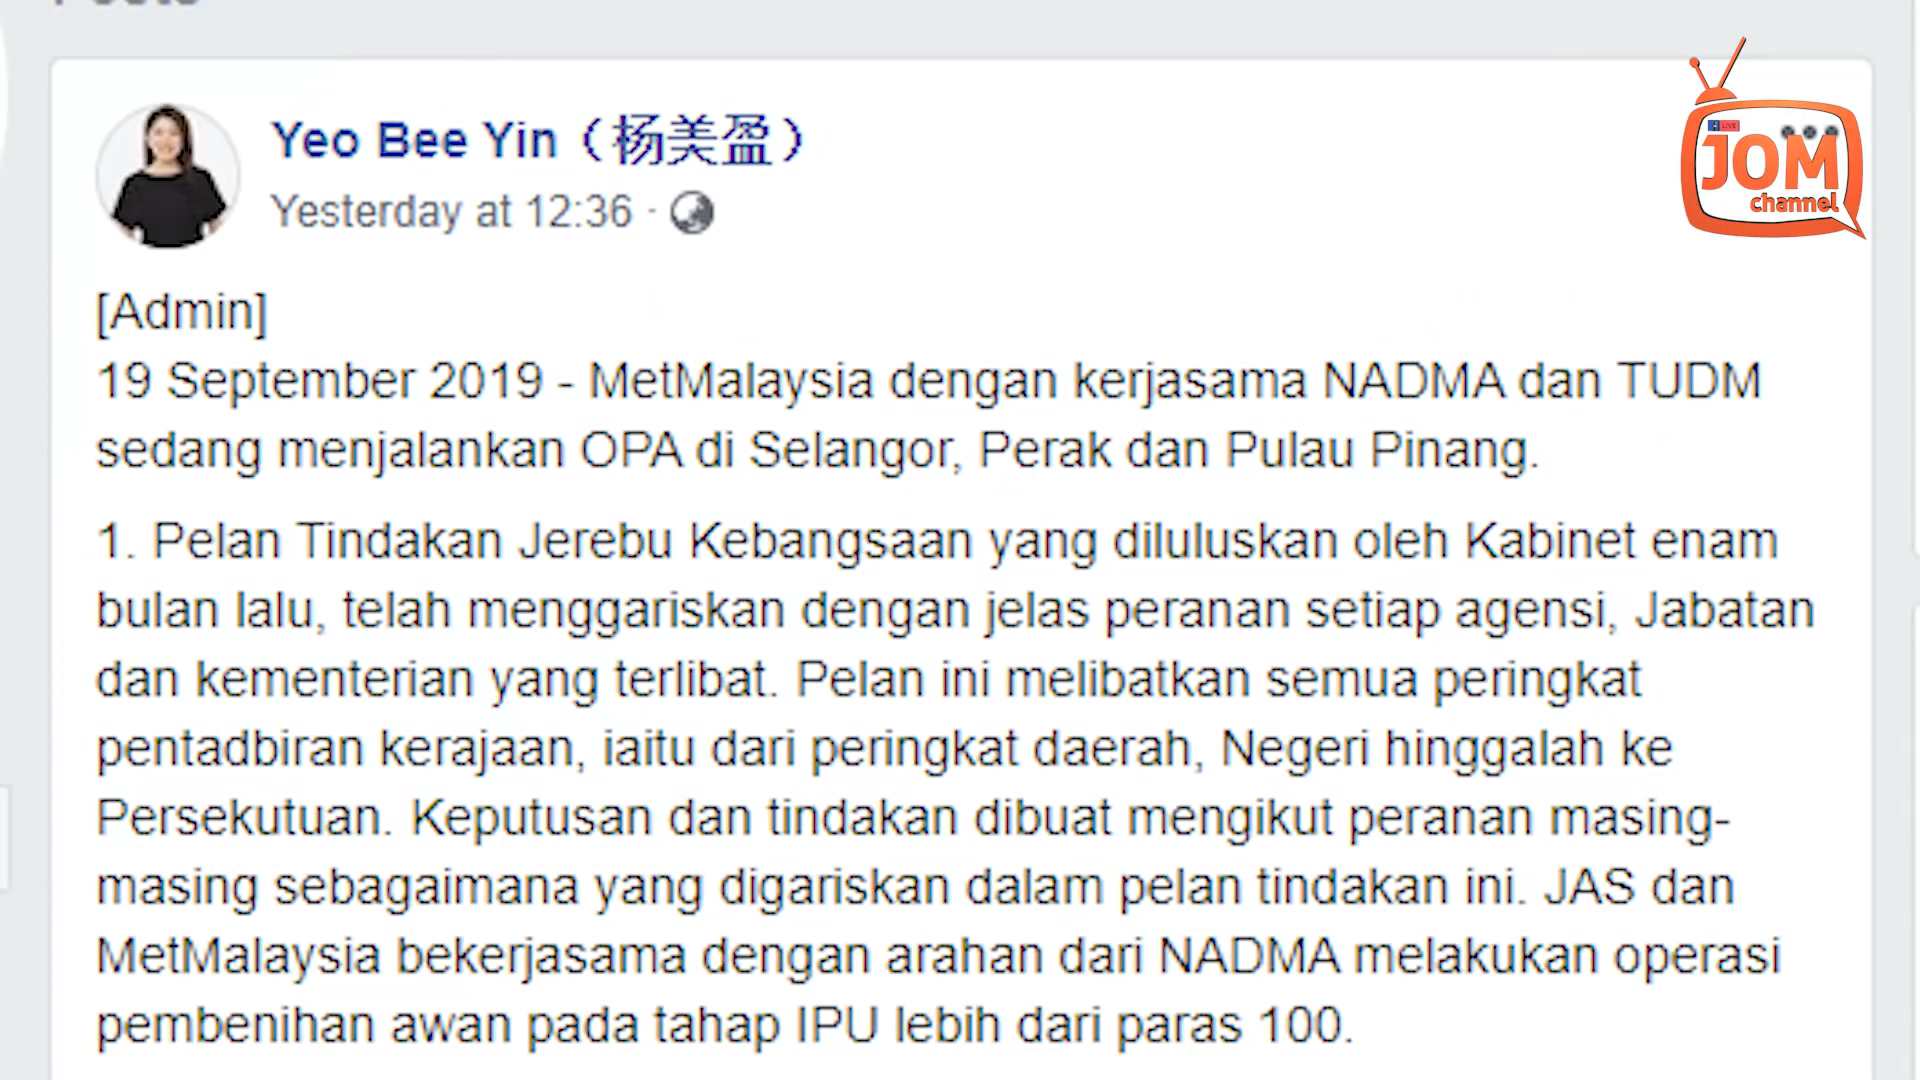 Posts
Yeo Bee Yin (杨美盈)
Yesterday at 12:36 ·
[Admin]
19 September 2019 - MetMalaysia dengan kerjasama NADMA dan TUDM
sedang menjalankan OPA di Selangor, Perak dan Pulau Pinang.
1. Pelan Tindakan Jerebu Kebangsaan yang diluluskan oleh Kabinet enam
bulan lalu, telah menggariskan dengan jelas peranan setiap agensi, Jabatan
dan kementerian yang terlibat. Pelan ini melibatkan semua peringkat
pentadbiran kerajaan, iaitu dari peringkat daerah, Negeri hinggalah ke
Persekutuan. Keputusan dan tindakan dibuat mengikut peranan masing-
masing sebagaimana yang digariskan dalam pelan tindakan ini. JAS dan
MetMalaysia bekerjasama dengan arahan dari NADMA melakukan operasi
pembenihan awan pada tahap IPU lebih dari paras 100.
LIVE
JOM
channel